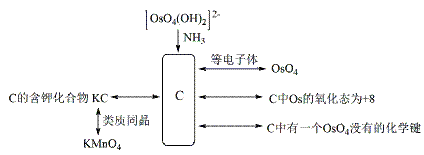 [OsO₄(OH)₂]²⁻
NH₃
等电子体
OsO₄
C的含钾化合物 KC
C
C中Os的氧化态为+8
类质同晶
KMnO₄
C中有一个OsO₄没有的化学键